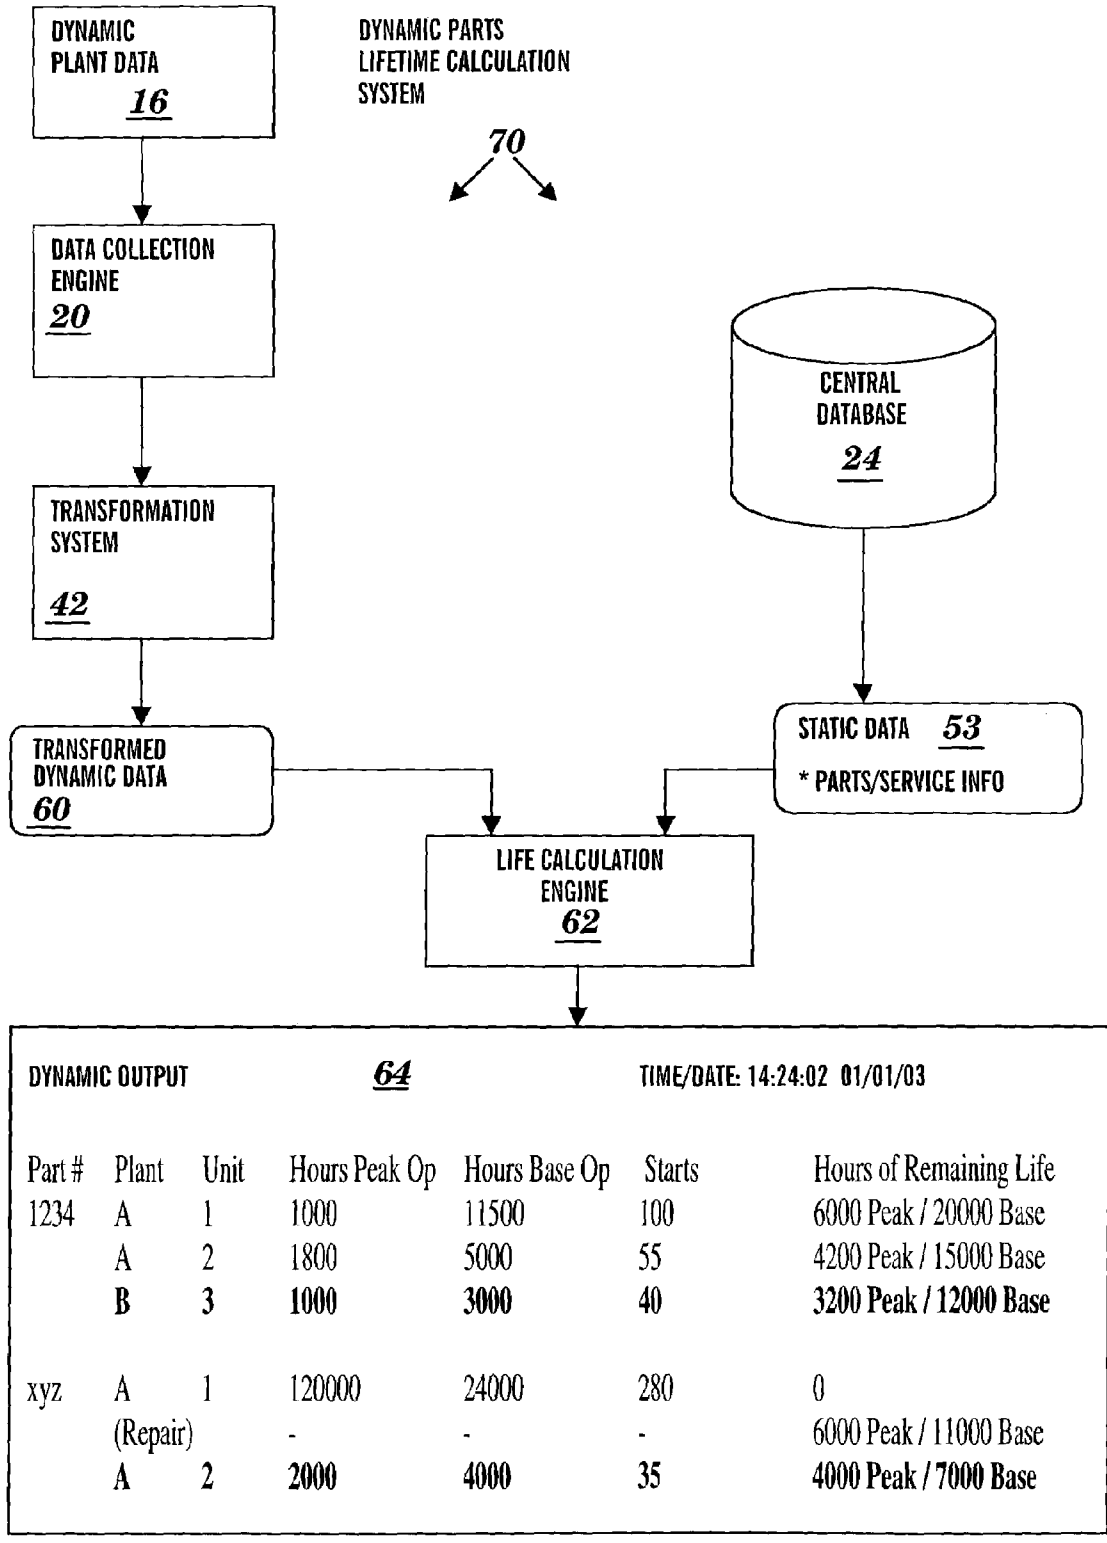 DYNAMIC
PLANT DATA
16
DYNAMIC PARTS
LIFETIME CALCULATION
SYSTEM
70
DATA COLLECTION
ENGINE
20
CENTRAL
DATABASE
24
TRANSFORMATION
SYSTEM
42
STATIC DATA 53
* PARTS/SERVICE INFO
TRANSFORMED
DYNAMIC DATA
60
LIFE CALCULATION
ENGINE
62
DYNAMIC OUTPUT 64 TIME/DATE: 14:24:02 01/01/03
Part # Plant Unit Hours Peak Op Hours Base Op Starts Hours of Remaining Life
1234 A 1 1000 11500 100 6000 Peak / 20000 Base
A 2 1800 5000 55 4200 Peak / 15000 Base
B 3 1000 3000 40 3200 Peak / 12000 Base
xyz A 1 120000 24000 280 0
(Repair) - - - 6000 Peak / 11000 Base
A 2 2000 4000 35 4000 Peak / 7000 Base